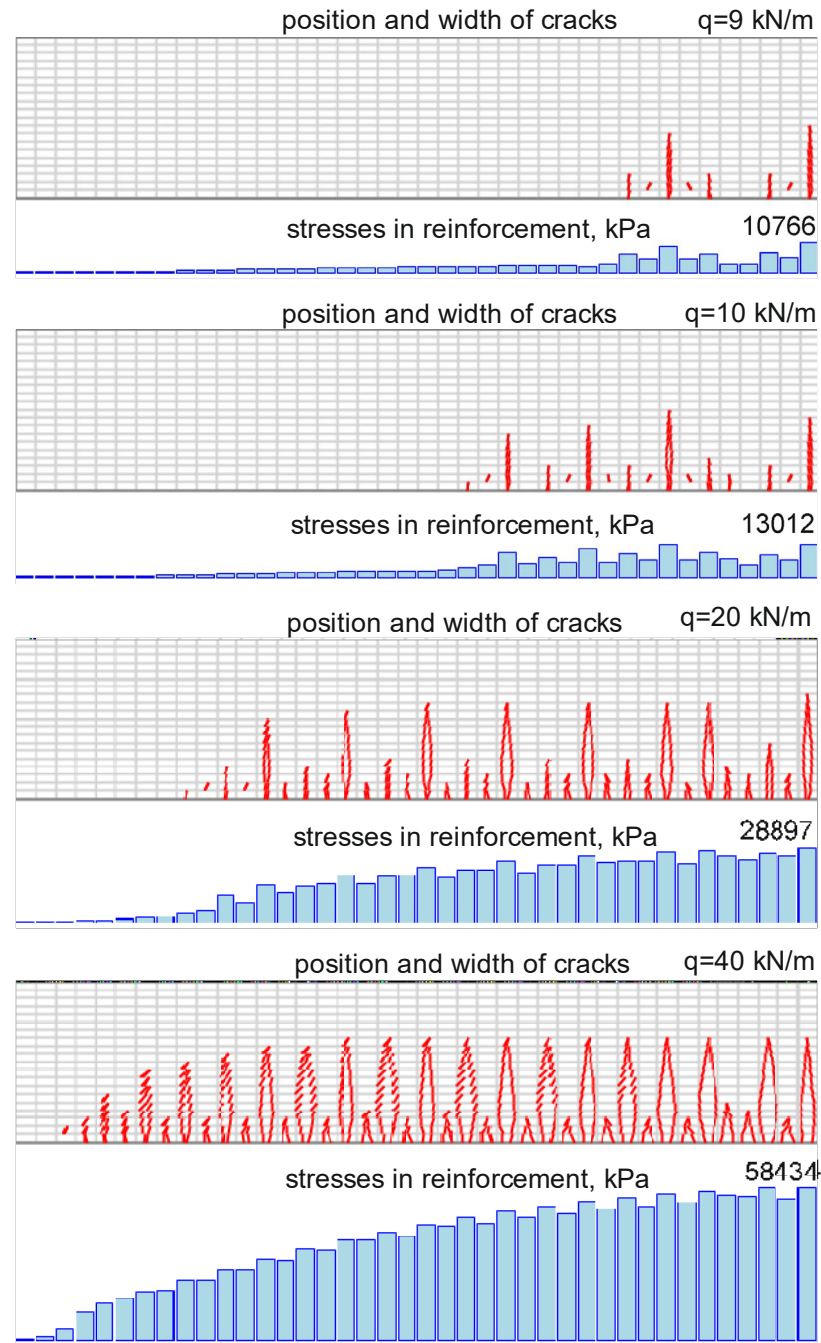 position and width of cracks q=9 kN/m
stresses in reinforcement, kPa 10766
position and width of cracks q=10 kN/m
stresses in reinforcement, kPa 13012
position and width of cracks q=20 kN/m
stresses in reinforcement, kPa 28897
position and width of cracks q=40 kN/m
stresses in reinforcement, kPa 58434